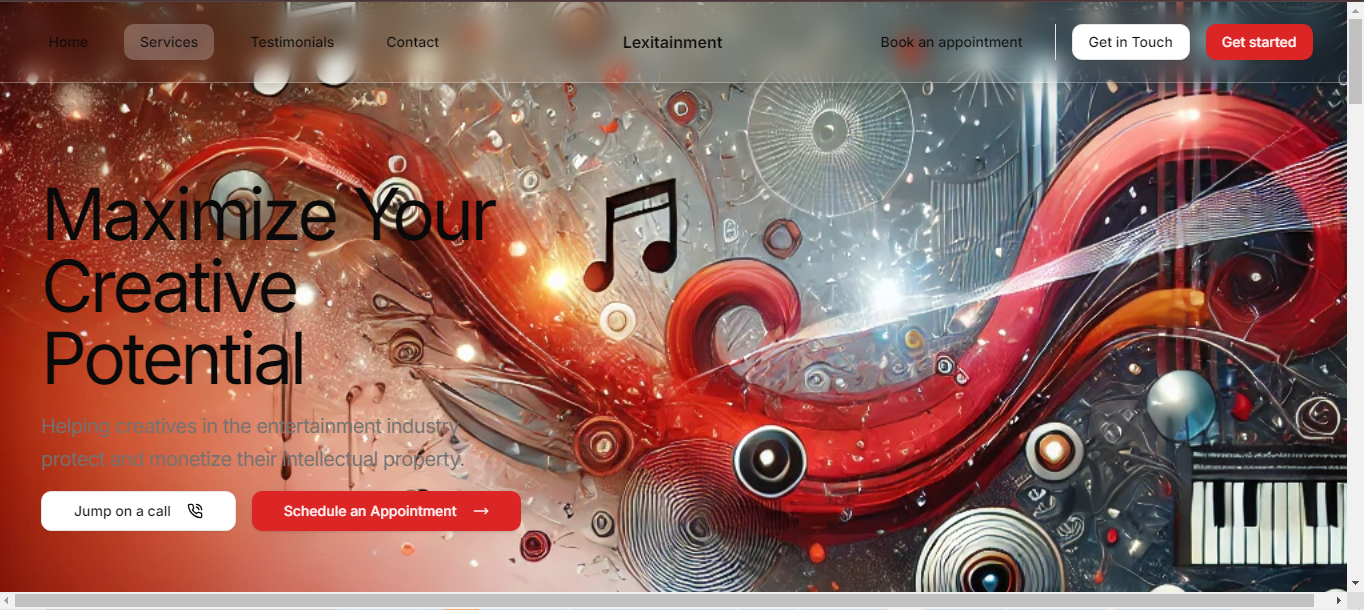 Home Services Testimonials Contact Lexitainment Book an appointment Get in Touch Get started
Maximize Your
Creative
Potential
Helping creatives in the entertainment industry
protect and monetize their intellectual property.
Jump on a call Schedule an Appointment →